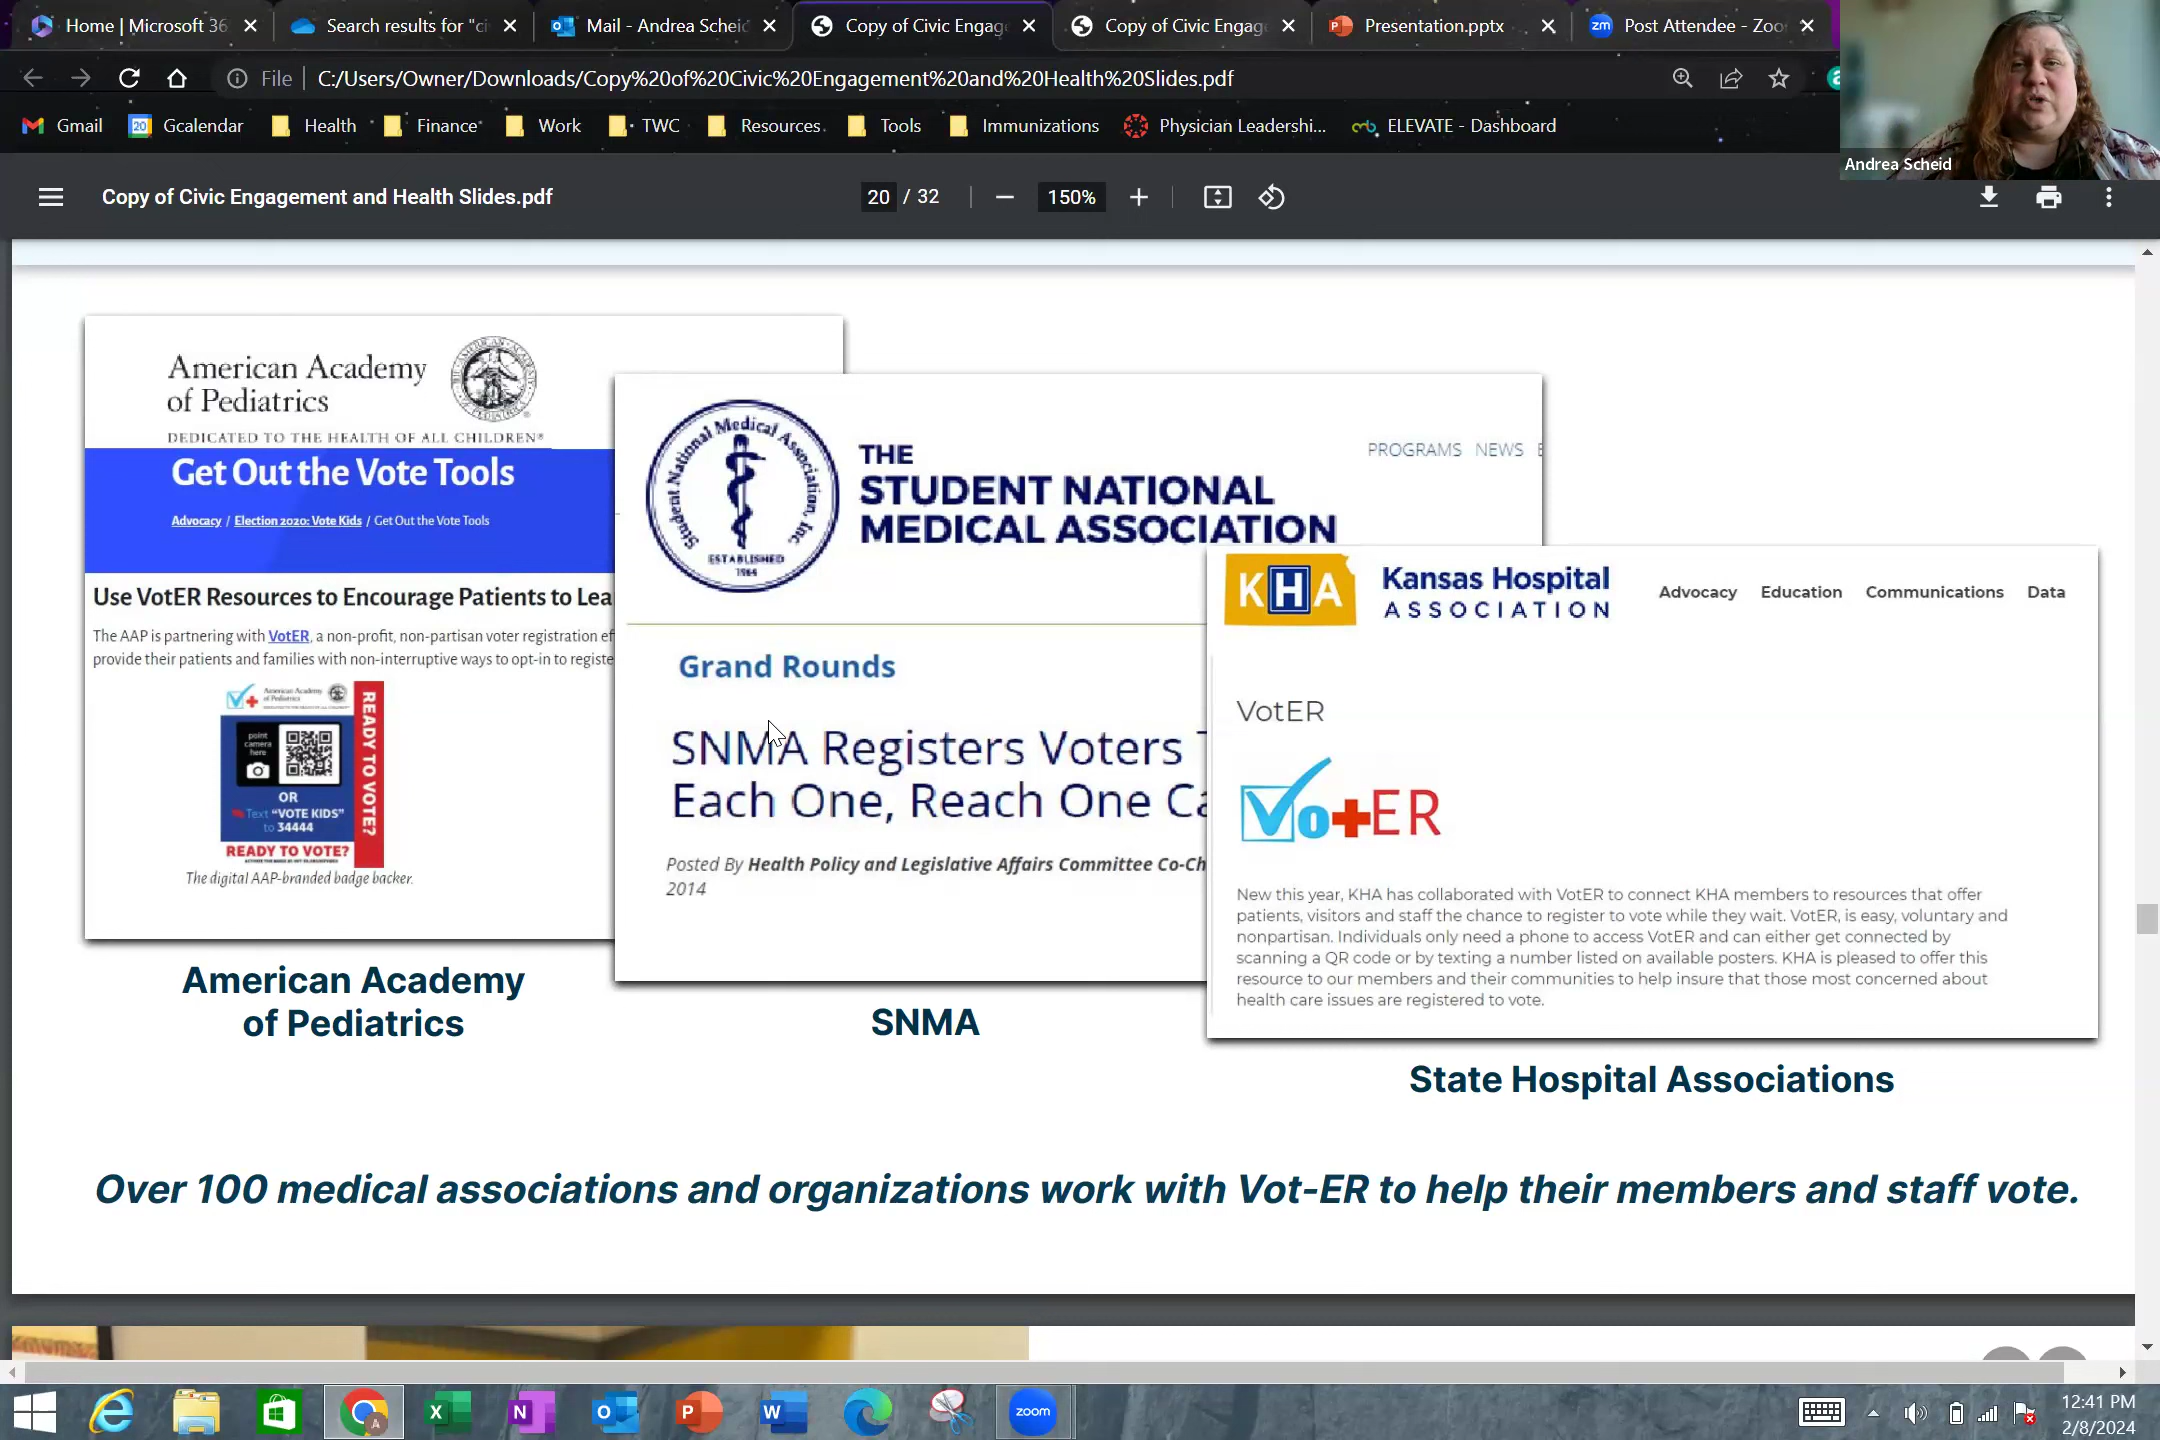 Home | Microsoft 36
Search results for "ci
Mail - Andrea Scheid
Copy of Civic Engag
Copy of Civic Engag
Presentation.pptx
Post Attendee - Zoo
File
C:/Users/Owner/Downloads/Copy%20of%20Civic%20Engagement%20and%20Health%20Slides.pdf
Gmail
Gcalendar
Health
Finance
Work
TWC
Resources
Tools
Immunizations
Physician Leadershi...
ELEVATE - Dashboard
Andrea Scheid
Copy of Civic Engagement and Health Slides.pdf
20 / 32
150%
American Academy
of Pediatrics
DEDICATED TO THE HEALTH OF ALL CHILDREN®
Get Out the Vote Tools
Advocacy / Election 2020: Vote Kids / Get Out the Vote Tools
Use VotER Resources to Encourage Patients to Lea
The AAP is partnering with VotER, a non-profit, non-partisan voter registration ef
provide their patients and families with non-interruptive ways to opt-in to registe
American Academy
of Pediatrics
point
camera
here
OR
Text "VOTE KIDS"
to 34444
READY TO VOTE?
READY TO VOTE?
The digital AAP-branded badge backer.
American Academy
of Pediatrics
Student National Medical Association, Inc.
ESTABLISHED
1964
THE
STUDENT NATIONAL
MEDICAL ASSOCIATION
PROGRAMS NEWS
Grand Rounds
SNMA Registers Voters
Each One, Reach One Ca
Posted By Health Policy and Legislative Affairs Committee Co-Ch
2014
SNMA
KHA
Kansas Hospital
ASSOCIATION
Advocacy Education Communications Data
VotER
VotER
New this year, KHA has collaborated with VotER to connect KHA members to resources that offer
patients, visitors and staff the chance to register to vote while they wait. VotER, is easy, voluntary and
nonpartisan. Individuals only need a phone to access VotER and can either get connected by
scanning a QR code or by texting a number listed on available posters. KHA is pleased to offer this
resource to our members and their communities to help insure that those most concerned about
health care issues are registered to vote.
State Hospital Associations
Over 100 medical associations and organizations work with Vot-ER to help their members and staff vote.
zoom
12:41 PM
2/8/2024